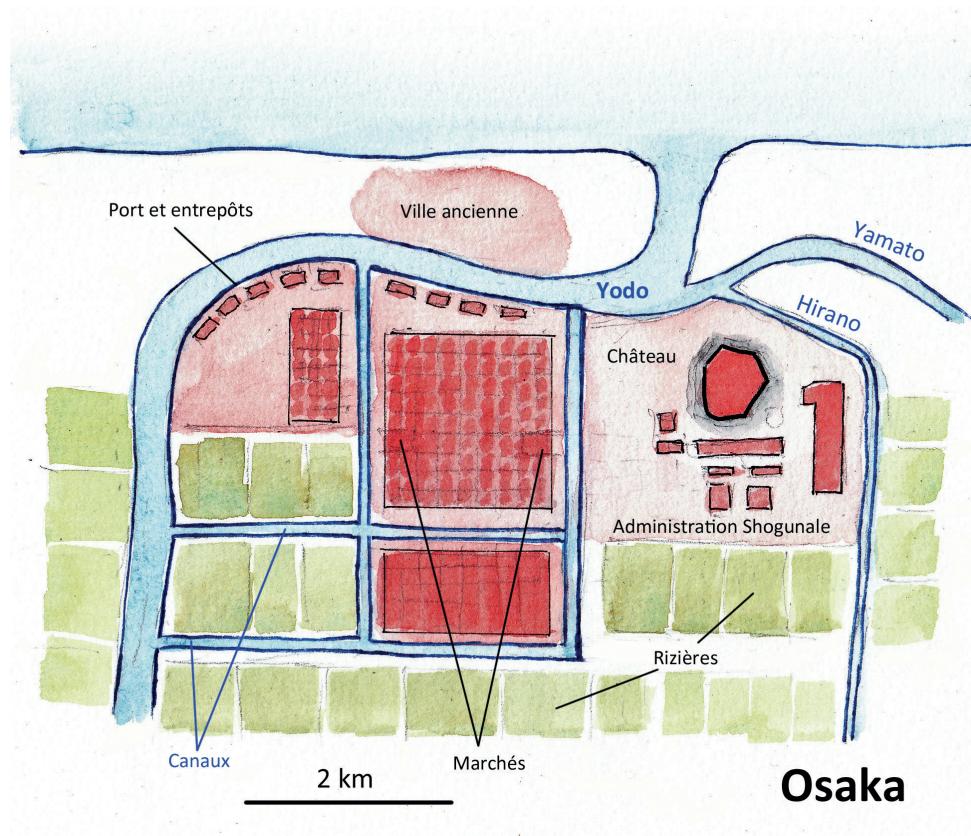 Port et entrepôts
Ville ancienne
Yamato
Yodo
Hirano
Château
Administration Shogunale
Rizières
Canaux
Marchés
2 km
Osaka